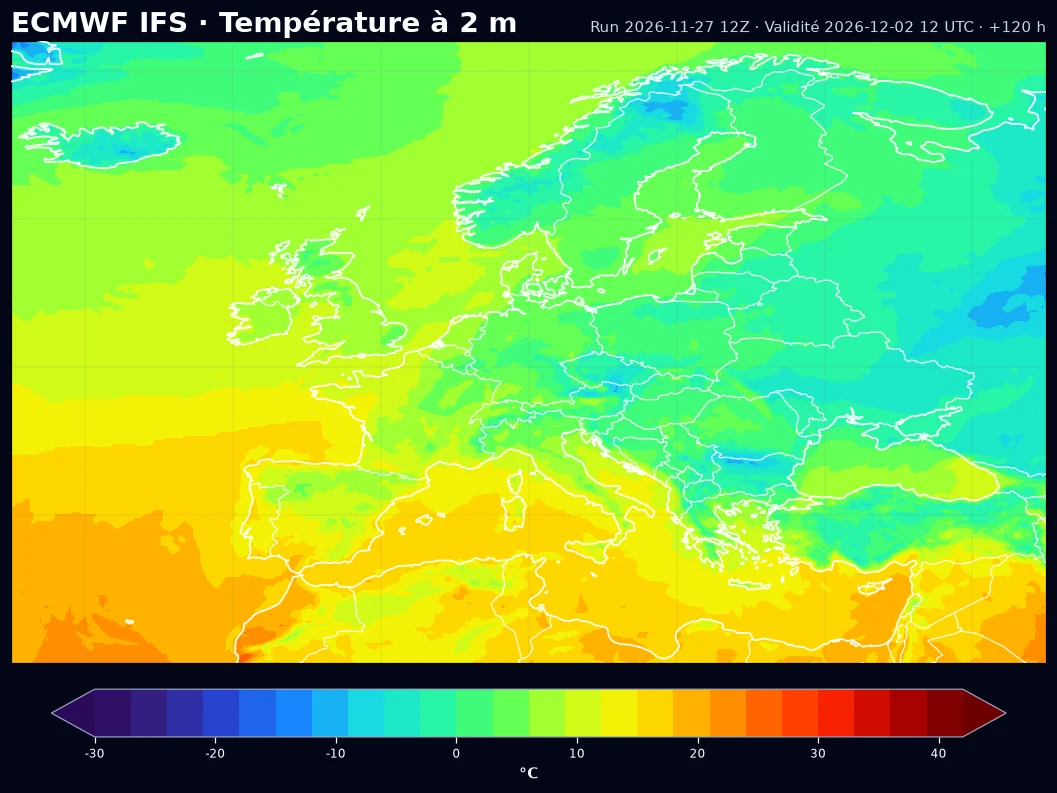 ECMWF IFS · Température à 2 m
Run 2026-11-27 12Z · Validité 2026-12-02 12 UTC · +120 h
-30 -20 -10 0 10 20 30 40
°C